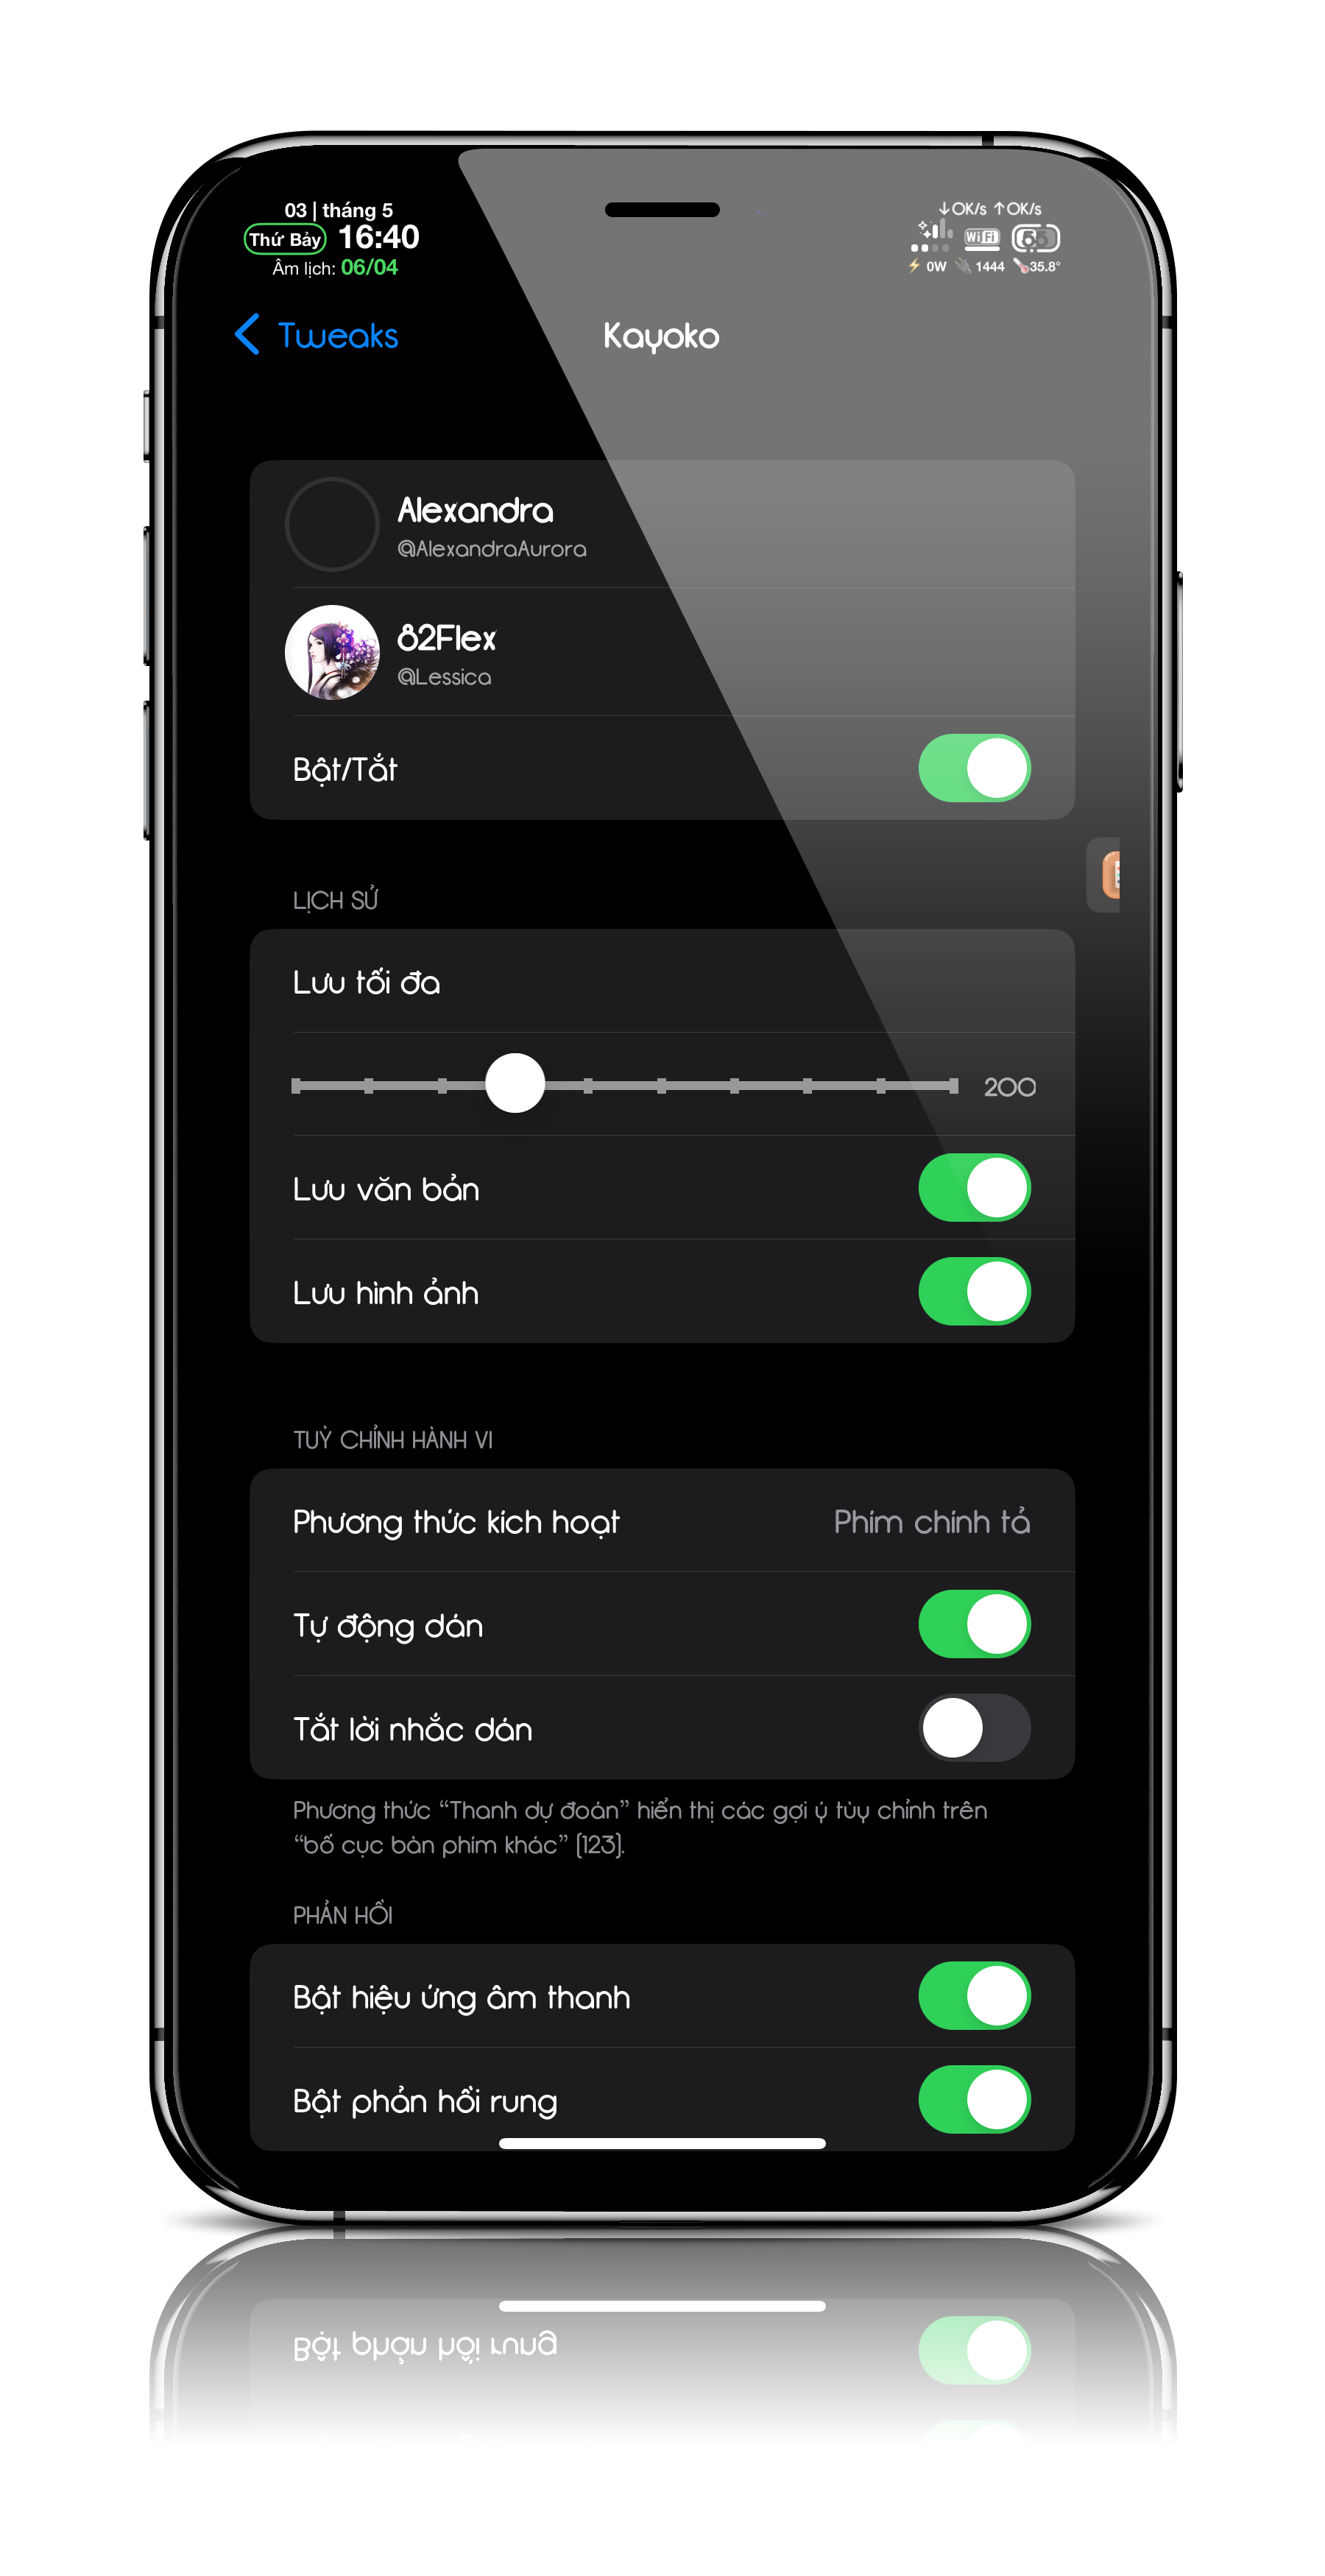 03 | tháng 5
Thứ Bảy 16:40
Âm lịch: 06/04
↓0K/s ↑0K/s
WiFi
⚡ 0W 🔌 1444 🌡️35.8°
Tweaks
Kayoko
Alexandra
@AlexandraAurora
82Flex
@Lessica
Bật/Tắt
LỊCH SỬ
Lưu tối đa
200
Lưu văn bản
Lưu hình ảnh
TUỲ CHỈNH HÀNH VI
Phương thức kích hoạt
Phím chính tả
Tự động dán
Tắt lời nhắc dán
Phương thức “Thanh dự đoán” hiển thị các gợi ý tùy chỉnh trên
“bố cục bàn phím khác” (123).
PHẢN HỒI
Bật hiệu ứng âm thanh
Bật phản hồi rung